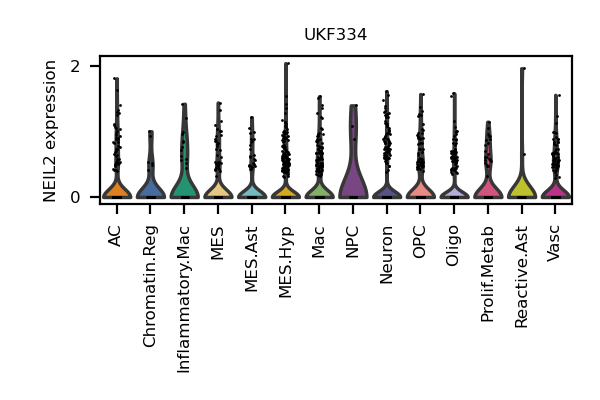 UKF334
NEIL2 expression
2
0
AC
Chromatin.Reg
Inflammatory.Mac
MES
MES.Ast
MES.Hyp
Mac
NPC
Neuron
OPC
Oligo
Prolif.Metab
Reactive.Ast
Vasc